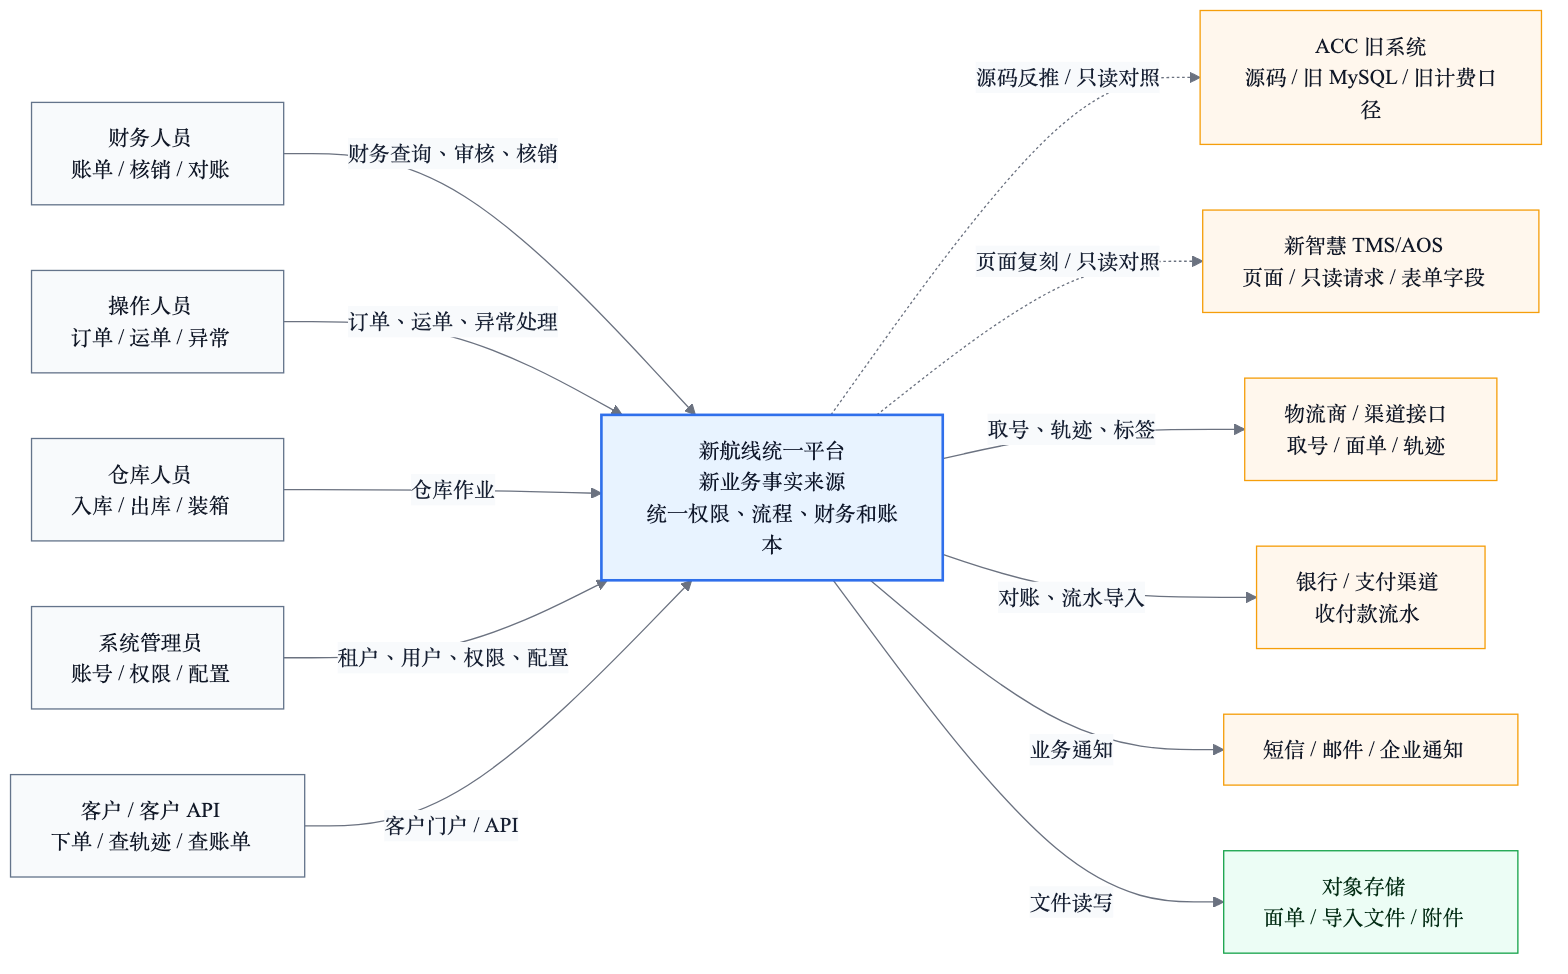 财务人员
账单 / 核销 / 对账
操作人员
订单 / 运单 / 异常
仓库人员
入库 / 出库 / 装箱
系统管理员
账号 / 权限 / 配置
客户 / 客户 API
下单 / 查轨迹 / 查账单
财务查询、审核、核销
订单、运单、异常处理
仓库作业
租户、用户、权限、配置
客户门户 / API
新航线统一平台
新业务事实来源
统一权限、流程、财务和账
本
源码反推 / 只读对照
页面复刻 / 只读对照
取号、轨迹、标签
对账、流水导入
业务通知
文件读写
ACC 旧系统
源码 / 旧 MySQL / 旧计费口
径
新智慧 TMS/AOS
页面 / 只读请求 / 表单字段
物流商 / 渠道接口
取号 / 面单 / 轨迹
银行 / 支付渠道
收付款流水
短信 / 邮件 / 企业通知
对象存储
面单 / 导入文件 / 附件